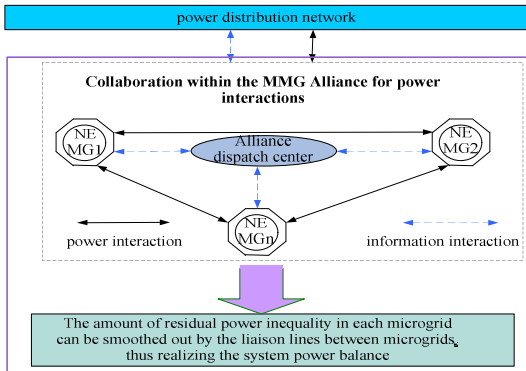 power distribution network
Collaboration within the MMG Alliance for power
interactions
NE
MG1
Alliance
dispatch center
NE
MG2
NE
MGn
power interaction
information interaction
The amount of residual power inequality in each microgrid
can be smoothed out by the liaison lines between microgrids,
thus realizing the system power balance